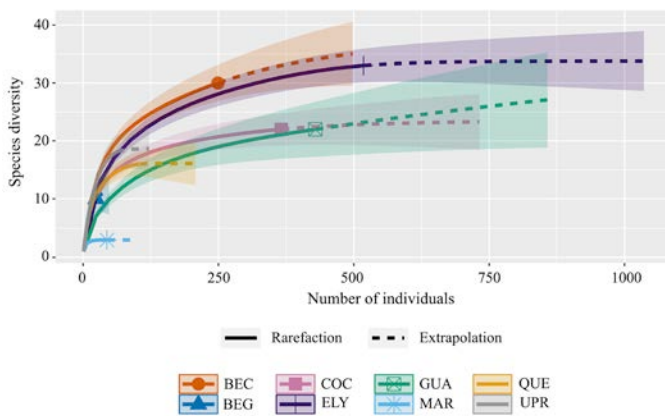 40
30
20
10
0
Species diversity
0 250 500 750 1000
Number of individuals
Rarefaction Extrapolation
BEC COC GUA QUE
BEG ELY MAR UPR